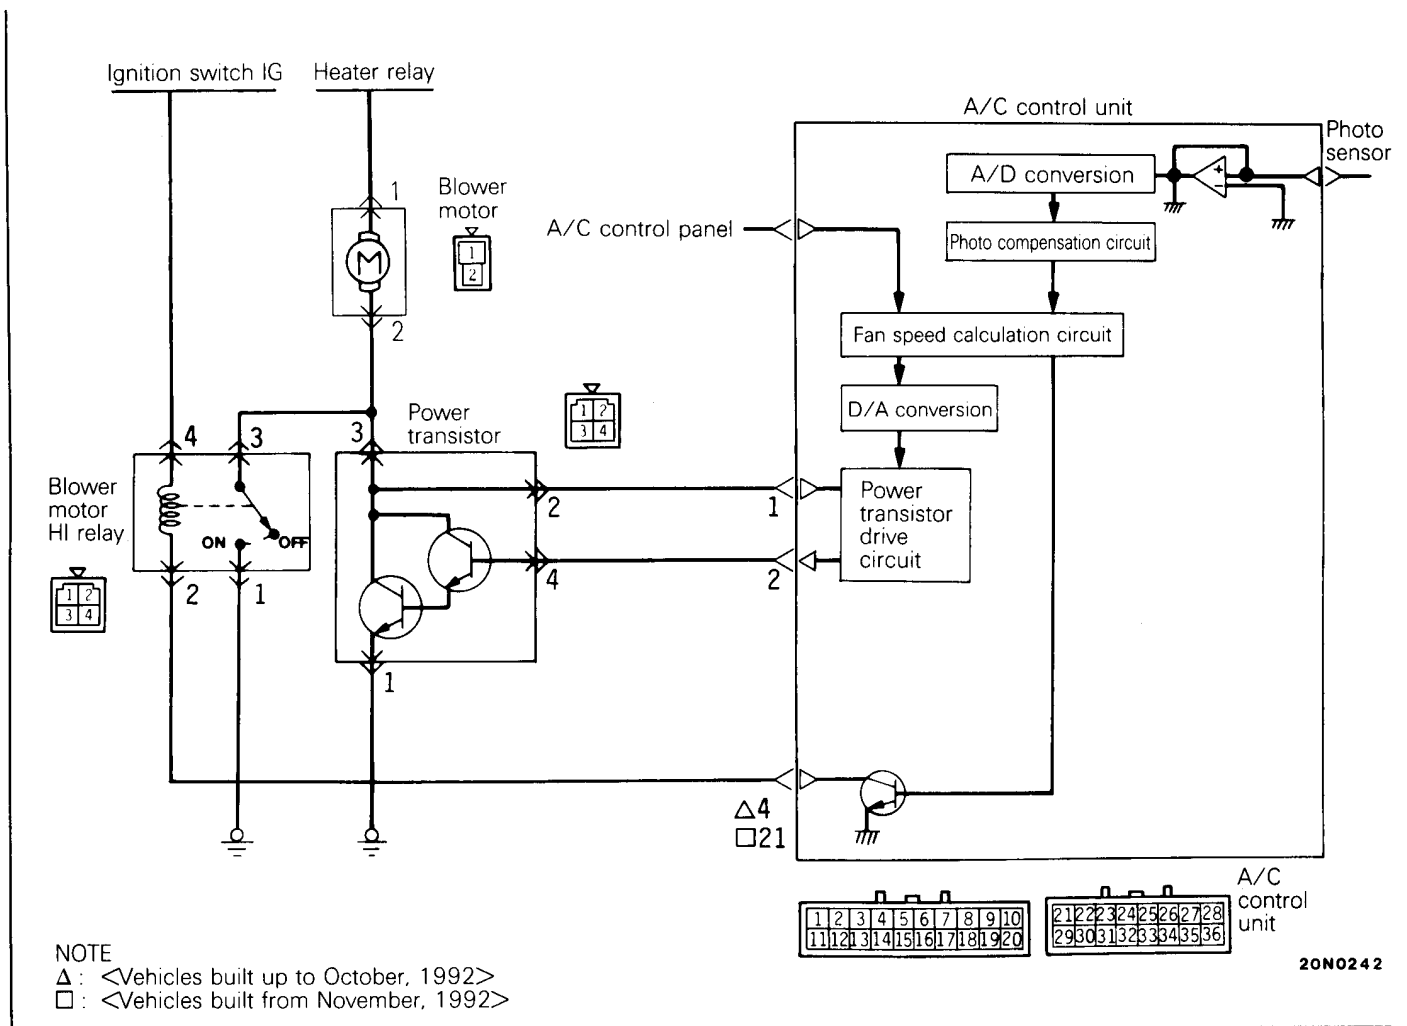 Ignition switch IG
Heater relay
A/C control unit
Photo
sensor
A/D conversion
+
−
1
Blower
motor
1
2
M
A/C control panel
Photo compensation circuit
2
Fan speed calculation circuit
D/A conversion
Power
transistor
1 2
3 4
4
3
3
Blower
motor
HI relay
ON
OFF
1 2
3 4
2
1
2
4
1
1
2
Power
transistor
drive
circuit
△4
□21
A/C
control
unit
1 2 3 4 5 6 7 8 9 10
11 12 13 14 15 16 17 18 19 20
21 22 23 24 25 26 27 28
29 30 31 32 33 34 35 36
20N0242
NOTE
△ : <Vehicles built up to October, 1992>
□ : <Vehicles built from November, 1992>